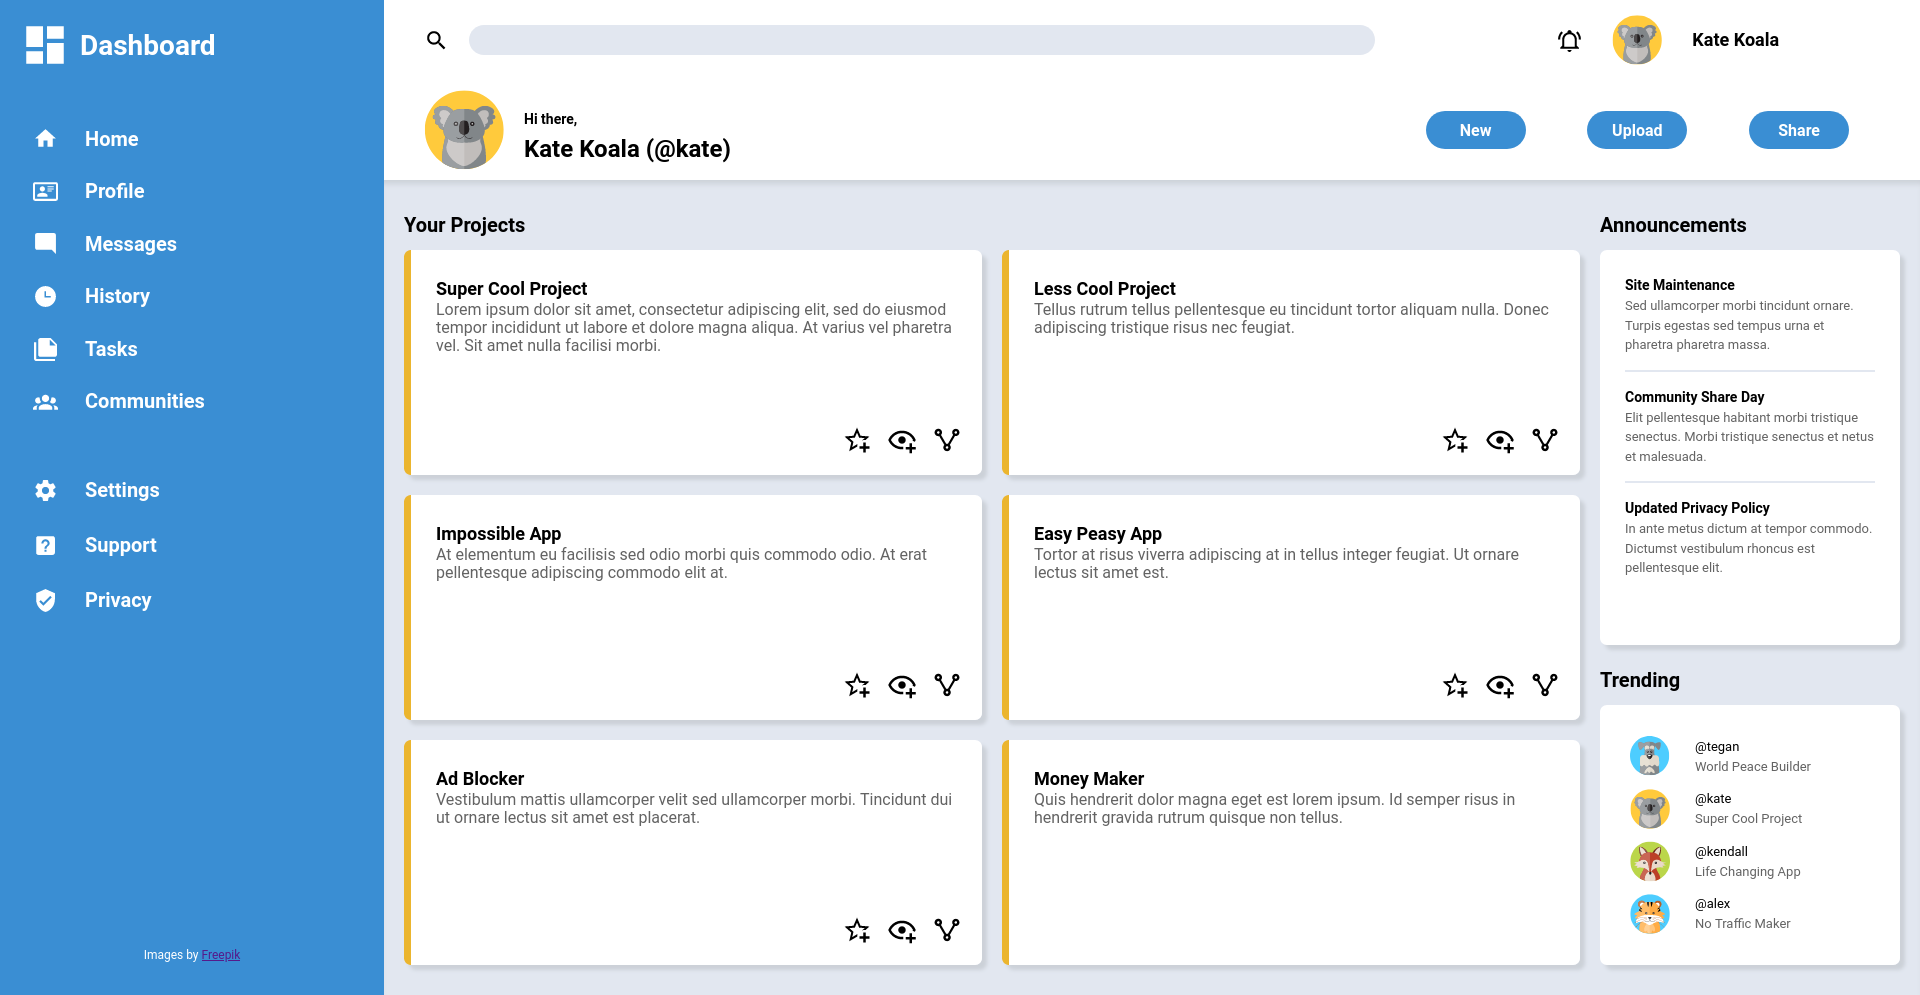 Dashboard
Home
Profile
Messages
History
Tasks
Communities
Settings
Support
Privacy
Images by Freepik
Kate Koala
Hi there,
Kate Koala (@kate)
New
Upload
Share
Your Projects
Super Cool Project
Lorem ipsum dolor sit amet, consectetur adipiscing elit, sed do eiusmod
tempor incididunt ut labore et dolore magna aliqua. At varius vel pharetra
vel. Sit amet nulla facilisi morbi.
Less Cool Project
Tellus rutrum tellus pellentesque eu tincidunt tortor aliquam nulla. Donec
adipiscing tristique risus nec feugiat.
Impossible App
At elementum eu facilisis sed odio morbi quis commodo odio. At erat
pellentesque adipiscing commodo elit at.
Easy Peasy App
Tortor at risus viverra adipiscing at in tellus integer feugiat. Ut ornare
lectus sit amet est.
Ad Blocker
Vestibulum mattis ullamcorper velit sed ullamcorper morbi. Tincidunt dui
ut ornare lectus sit amet est placerat.
Money Maker
Quis hendrerit dolor magna eget est lorem ipsum. Id semper risus in
hendrerit gravida rutrum quisque non tellus.
Announcements
Site Maintenance
Sed ullamcorper morbi tincidunt ornare.
Turpis egestas sed tempus urna et
pharetra pharetra massa.
Community Share Day
Elit pellentesque habitant morbi tristique
senectus. Morbi tristique senectus et netus
et malesuada.
Updated Privacy Policy
In ante metus dictum at tempor commodo.
Dictumst vestibulum rhoncus est
pellentesque elit.
Trending
@tegan
World Peace Builder
@kate
Super Cool Project
@kendall
Life Changing App
@alex
No Traffic Maker